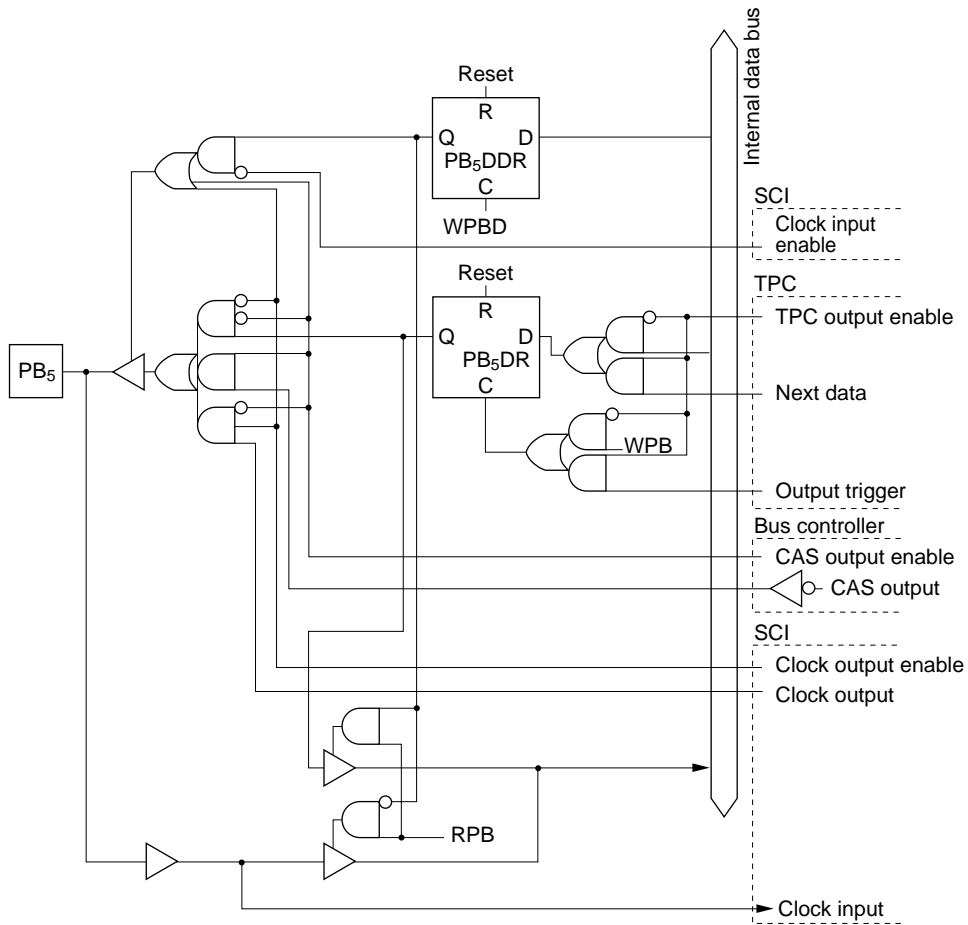 Reset
R
Q D
PB₅DDR
C
WPBD
Internal data bus
SCI
Clock input
enable
Reset
R
Q D
PB₅DR
C
TPC
TPC output enable
Next data
WPB
Output trigger
PB₅
Bus controller
CAS output enable
CAS output
SCI
Clock output enable
Clock output
RPB
Clock input